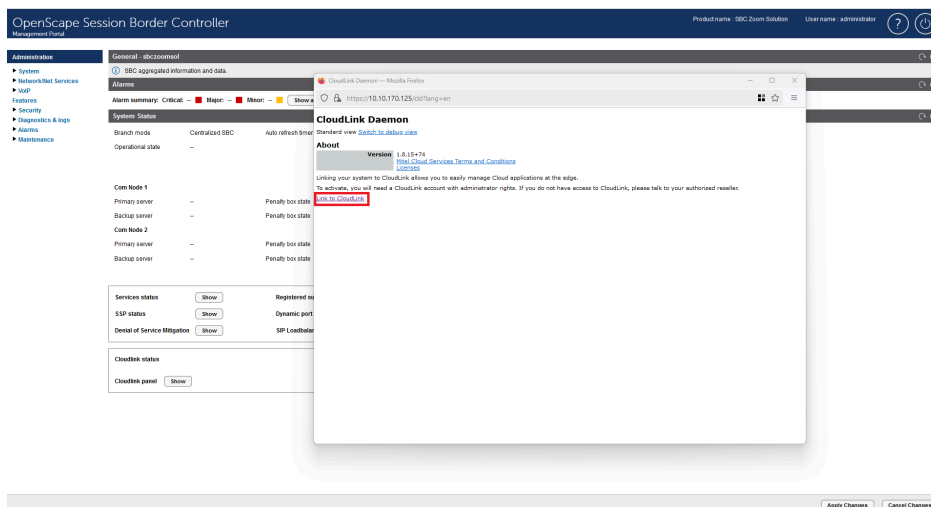 OpenScape Session Border Controller
Management Portal
Product name : SBC Zoom Solution
User name : administrator
?
Administration
System
Network/Net Services
VoIP
Features
Security
Diagnostics & logs
Alarms
Maintenance
General - sbczoomsol
SBC aggregated information and data.
Alarms
Alarm summary: Critical: -- Major: -- Minor: -- Show a
System Status
Branch mode Centralized SBC Auto refresh timer
Operational state --
Com Node 1
Primary server -- Penalty box state
Backup server -- Penalty box state
Com Node 2
Primary server -- Penalty box state
Backup server -- Penalty box state
Services status Show Registered su
SSP status Show Dynamic port
Denial of Service Mitigation Show SIP Loadbalan
Cloudlink status
Cloudlink panel Show
CloudLink Daemon — Mozilla Firefox
https://10.10.170.125/cld?lang=en
CloudLink Daemon
Standard view Switch to debug view
About
Version 1.8.15+74
Mitel Cloud Services Terms and Conditions
Licenses
Linking your system to CloudLink allows you to easily manage Cloud applications at the edge.
To activate, you will need a CloudLink account with administrator rights. If you do not have access to CloudLink, please talk to your authorized reseller.
Link to CloudLink
Apply Changes Cancel Changes